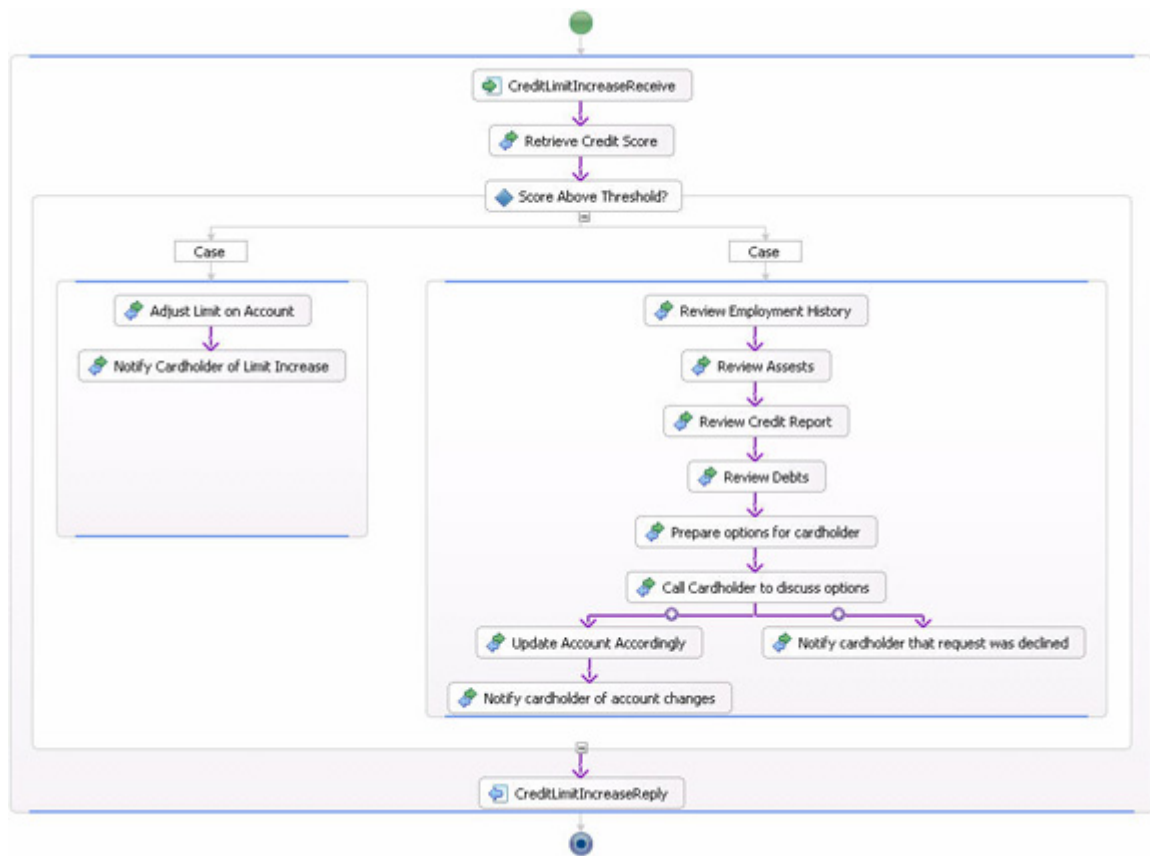 CreditLimitIncreaseReceive
Retrieve Credit Score
Score Above Threshold?
Case
Case
Adjust Limit on Account
Notify Cardholder of Limit Increase
Review Employment History
Review Assests
Review Credit Report
Review Debts
Prepare options for cardholder
Call Cardholder to discuss options
Update Account Accordingly
Notify cardholder that request was declined
Notify cardholder of account changes
CreditLimitIncreaseReply